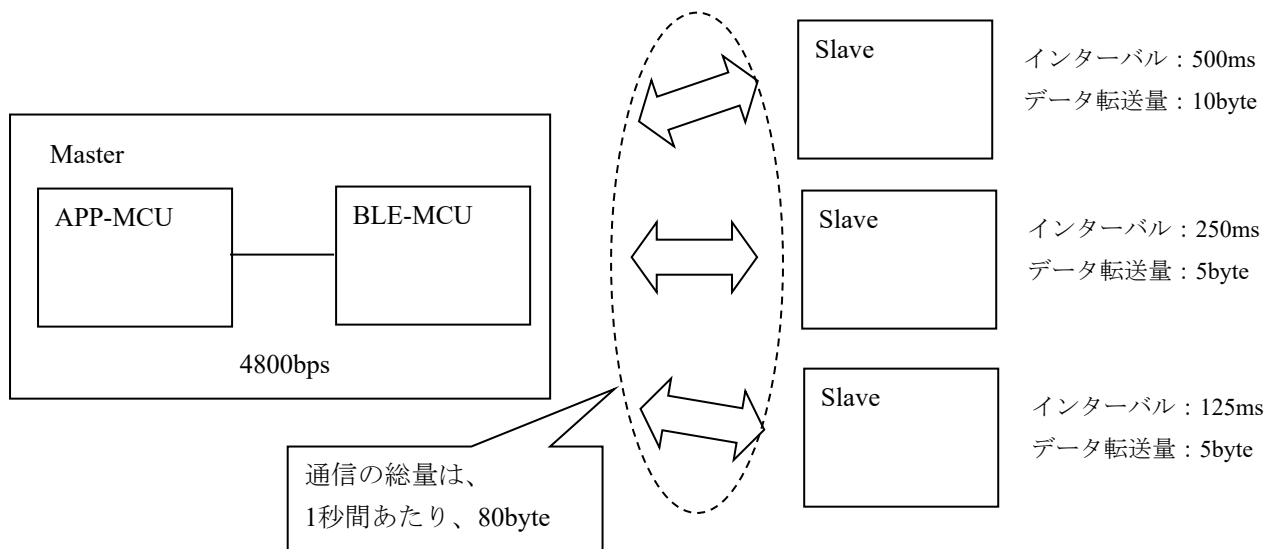 Master
APP-MCU
BLE-MCU
4800bps
通信の総量は、
1秒間あたり、80byte
Slave
インターバル：500ms
データ転送量：10byte
Slave
インターバル：250ms
データ転送量：5byte
Slave
インターバル：125ms
データ転送量：5byte